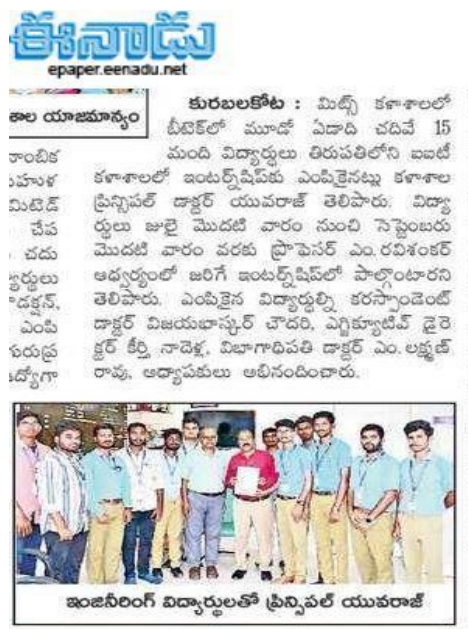 ఈనాడు
epaper.eenadu.net
శాల యాజమాన్యం
కురబలకోట : మిట్స్ కళాశాలలో
బీటెక్‌లో మూడో ఏడాది చదివే 15
మంది విద్యార్థులు తిరుపతిలోని ఐఐటీ
కళాశాలలో ఇంటర్న్‌షిప్‌కు ఎంపికైనట్లు కళాశాల
ప్రిన్సిపల్ డాక్టర్ యువరాజ్ తెలిపారు. విద్యా
ర్థులు జులై మొదటి వారం నుంచి సెప్టెంబరు
మొదటి వారం వరకు ప్రొఫెసర్ ఎం.రవిశంకర్
ఆధ్వర్యంలో జరిగే ఇంటర్న్‌షిప్‌లో పాల్గొంటారని
తెలిపారు. ఎంపికైన విద్యార్థుల్ని కరస్పాండెంట్
డాక్టర్ విజయభాస్కర్ చౌదరి, ఎగ్జిక్యూటివ్ డైరె
క్టర్ కీర్తి నాదెళ్ల, విభాగాధిపతి డాక్టర్ ఎం.లక్ష్మణ్
రావు, అధ్యాపకులు అభినందించారు.
ఇంజినీరింగ్ విద్యార్థులతో ప్రిన్సిపల్ యువరాజ్